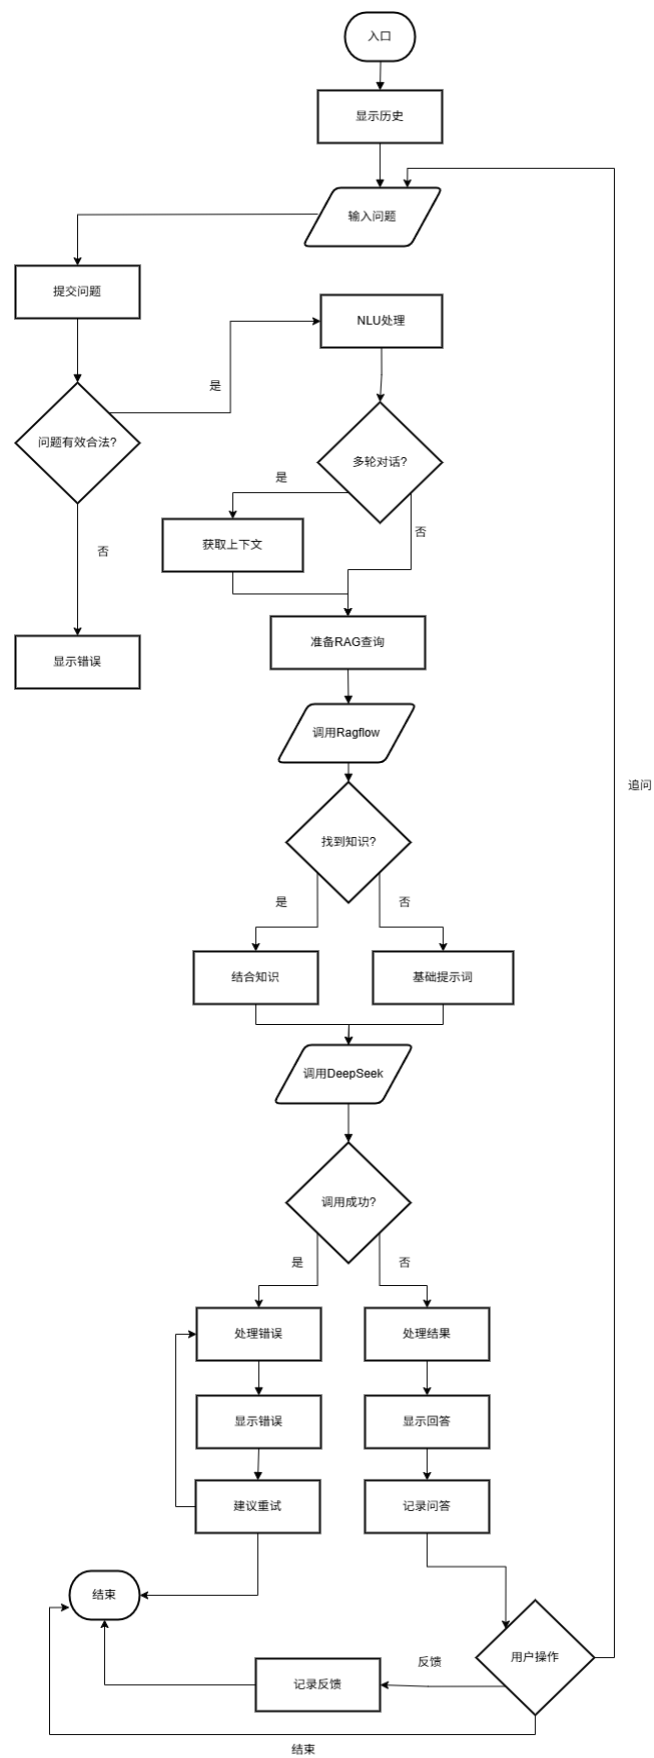 入口
显示历史
输入问题
提交问题
NLU处理
是
问题有效合法?
多轮对话?
是
否
获取上下文
否
准备RAG查询
显示错误
调用Ragflow
追问
找到知识?
是
否
结合知识
基础提示词
调用DeepSeek
调用成功?
是
否
处理错误
处理结果
显示错误
显示回答
建议重试
记录问答
结束
用户操作
反馈
记录反馈
结束